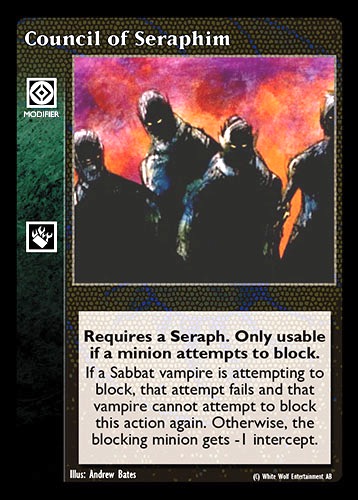 Council of Seraphim
MODIFIER
Requires a Seraph. Only usable
if a minion attempts to block.
If a Sabbat vampire is attempting to
block, that attempt fails and that
vampire cannot attempt to block
this action again. Otherwise, the
blocking minion gets -1 intercept.
Illus: Andrew Bates
(C) White Wolf Entertainment AB